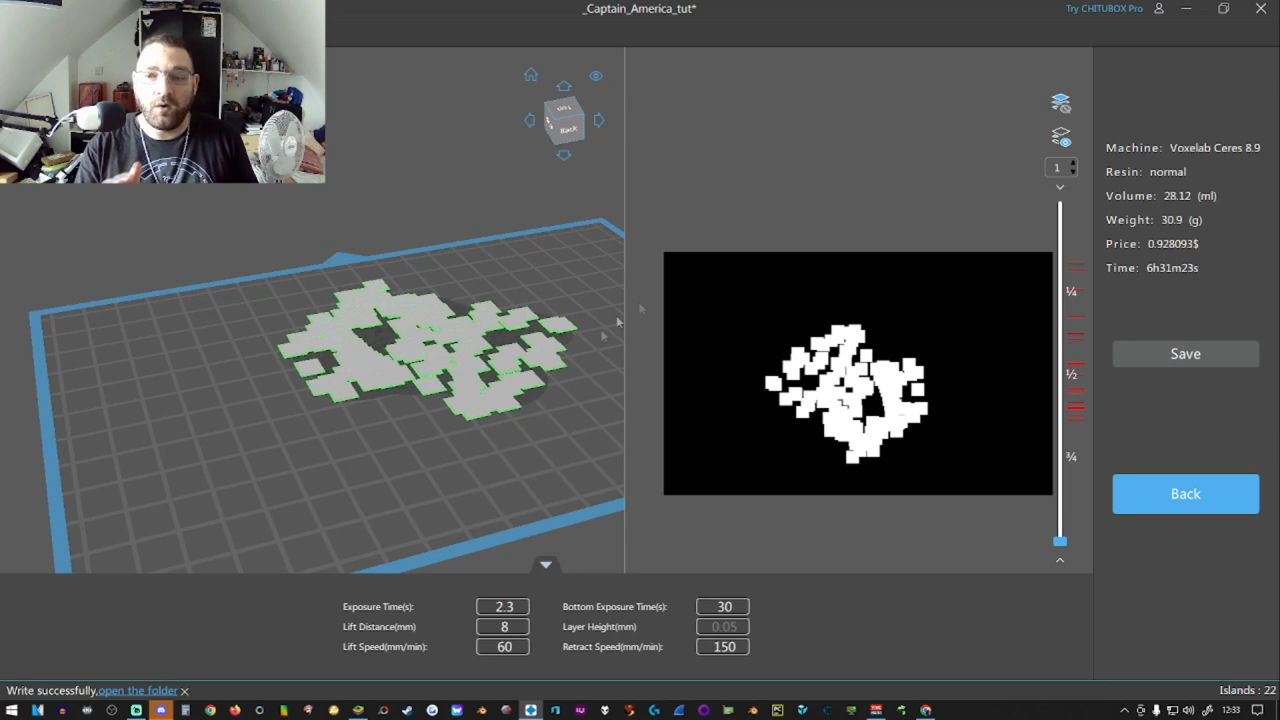 _Captain_America_tut*
Try CHITUBOX Pro
Back
1
Machine: Voxelab Ceres 8.9
Resin: normal
Volume: 28.12 (ml)
Weight: 30.9 (g)
Price: 0.928093$
Time: 6h31m23s
¼
½
¾
Save
Back
Exposure Time(s): 2.3 Bottom Exposure Time(s): 30
Lift Distance(mm) 8 Layer Height(mm) 0.05
Lift Speed(mm/min): 60 Retract Speed(mm/min): 150
Write successfully,open the folder
Islands : 22
12:33